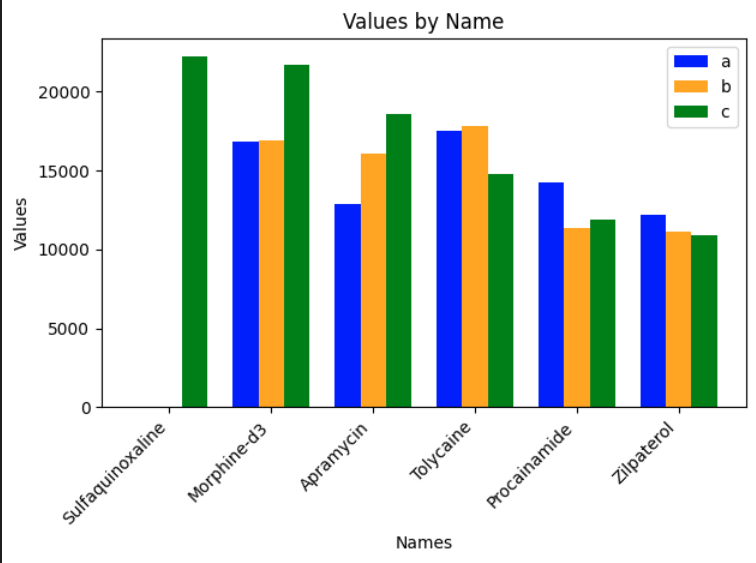 Values by Name
a
b
c
Values
20000
15000
10000
5000
0
Sulfaquinoxaline
Morphine-d3
Apramycin
Tolycaine
Procainamide
Zilpaterol
Names